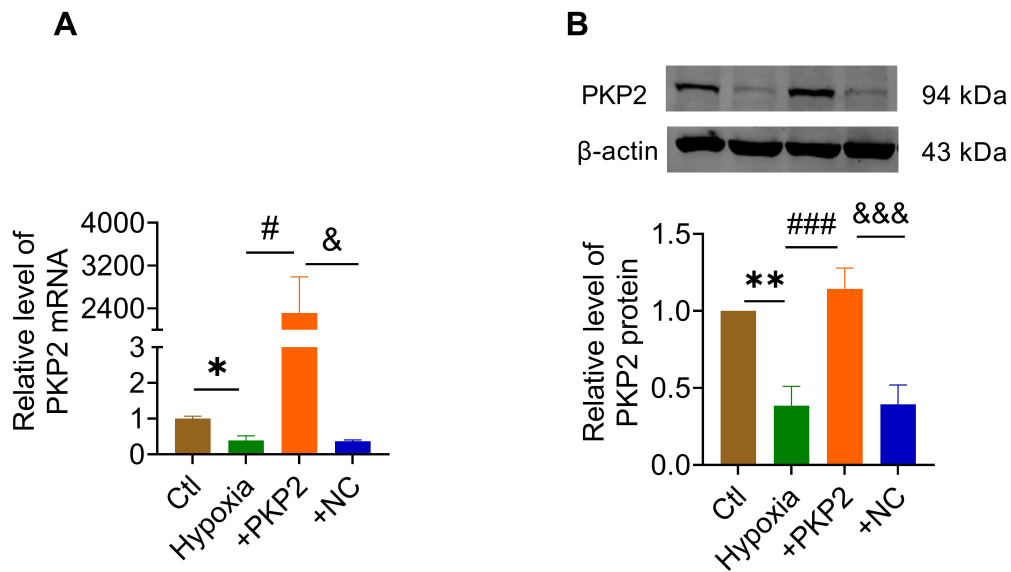 A
B
PKP2
94 kDa
β-actin
43 kDa
Relative level of
PKP2 mRNA
4000
3200
2400
3
2
1
0
*
#
&
Ctl
Hypoxia
+PKP2
+NC
Relative level of
PKP2 protein
1.5
1.0
0.5
0.0
**
###
&&&
Ctl
Hypoxia
+PKP2
+NC